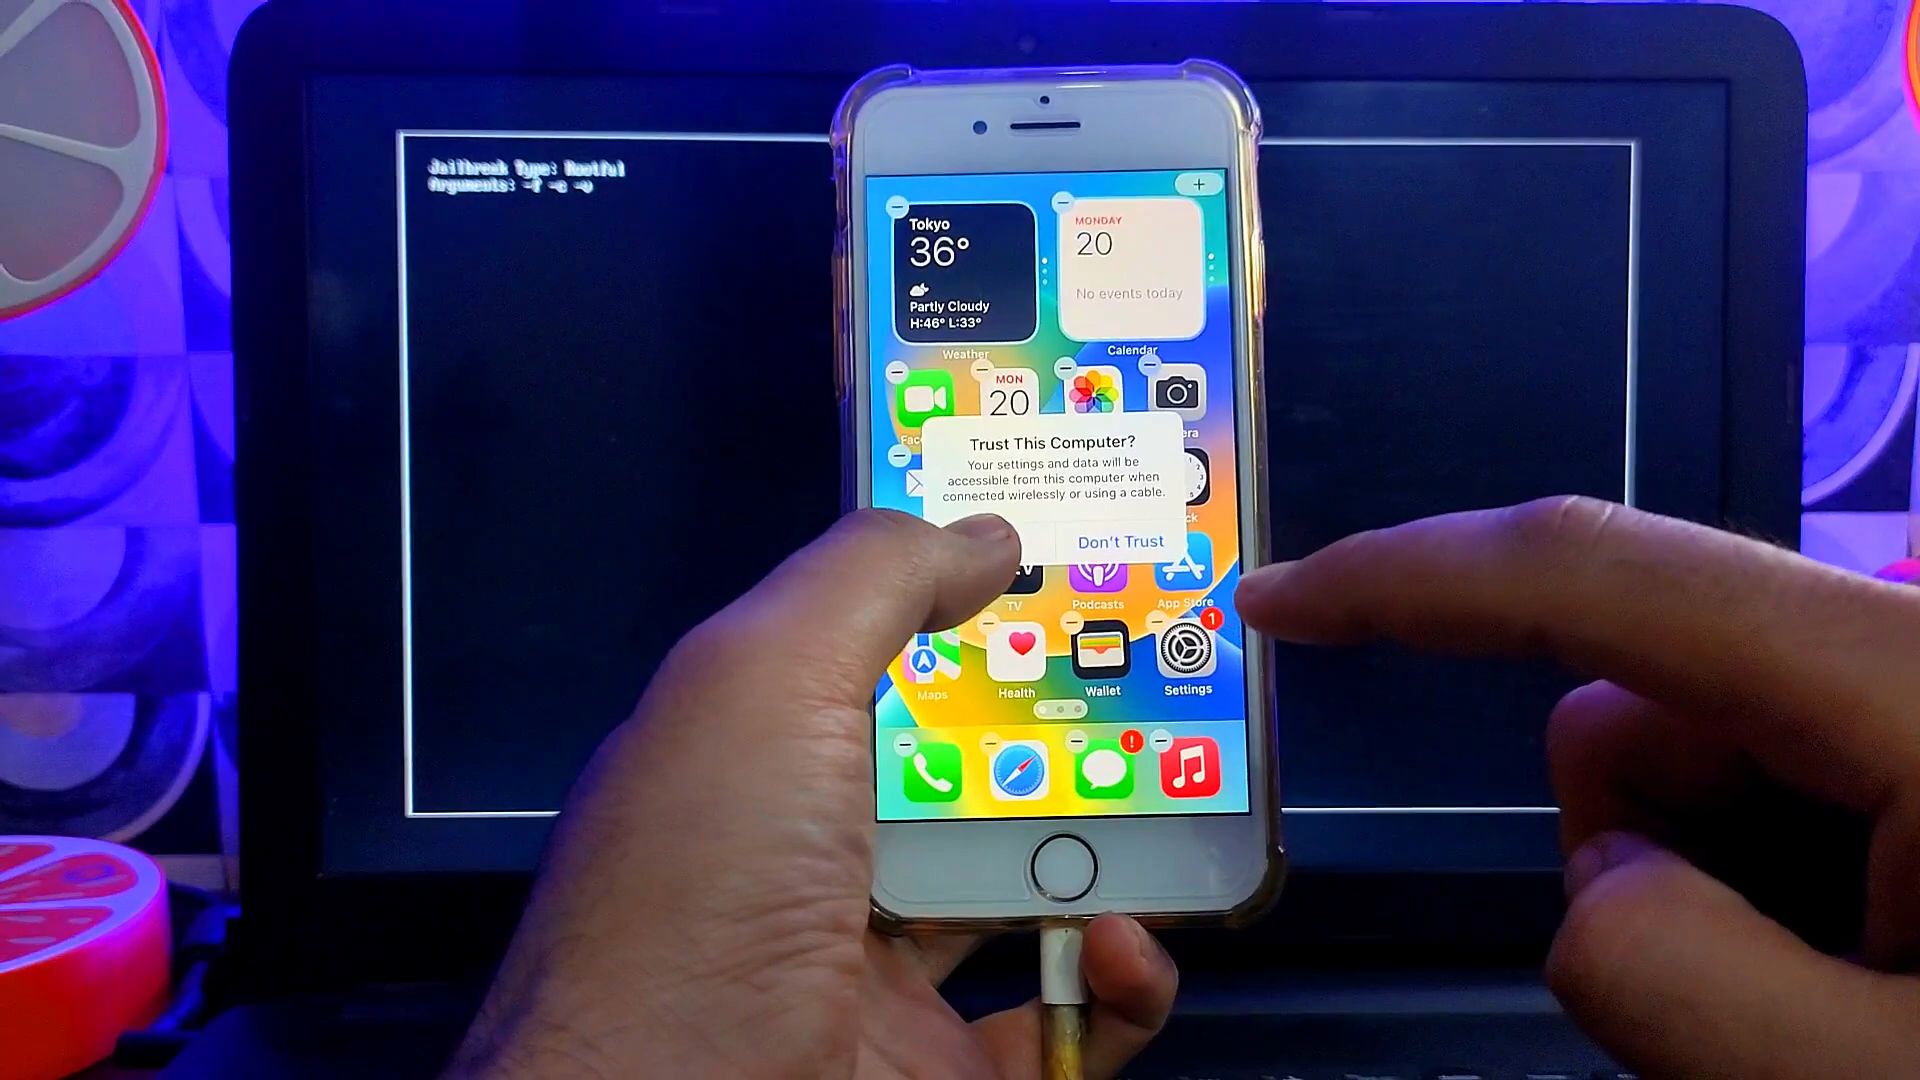 Jailbreak Type: Rootful
Arguments: -f -c
+
Tokyo
36°
Partly Cloudy
H:46° L:33°
Weather
MONDAY
20
No events today
Calendar
MON
20
Trust This Computer?
Your settings and data will be
accessible from this computer when
connected wirelessly or using a cable.
Don't Trust
TV
Podcasts
App Store
1
Maps
Health
Wallet
Settings
!